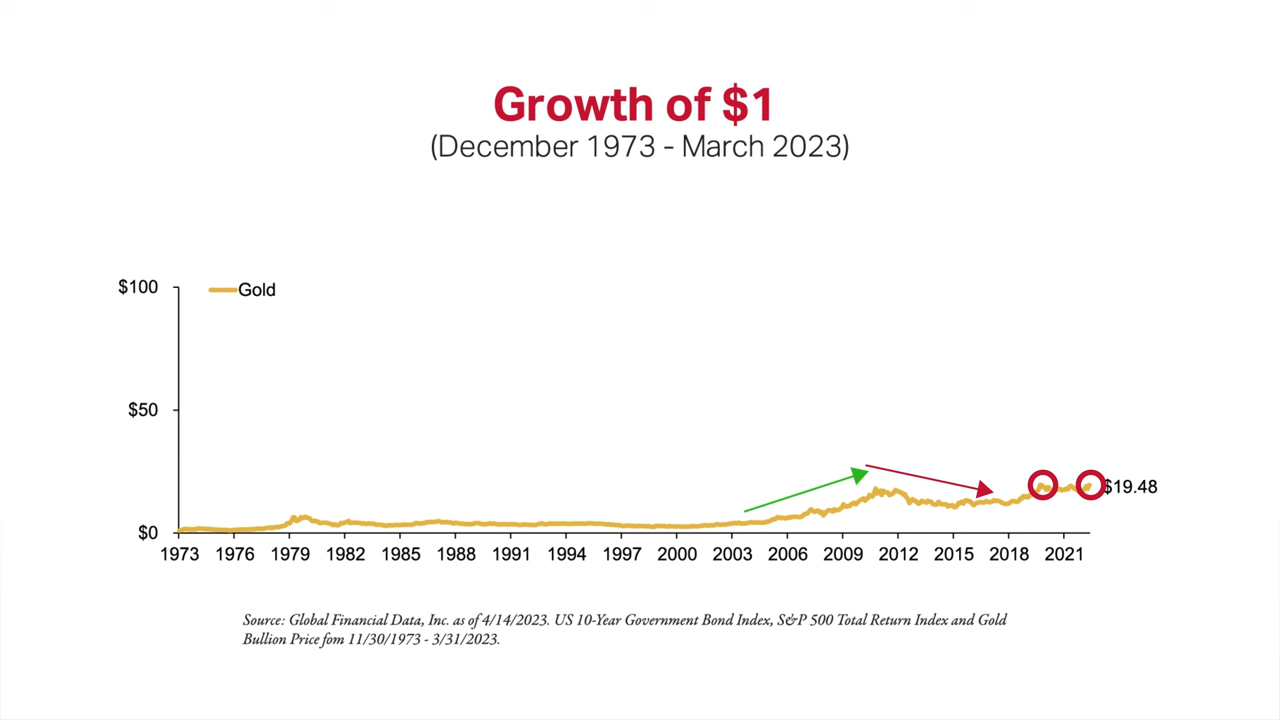 Growth of $1
(December 1973 - March 2023)
$100
Gold
$50
$19.48
$0
1973 1976 1979 1982 1985 1988 1991 1994 1997 2000 2003 2006 2009 2012 2015 2018 2021
Source: Global Financial Data, Inc. as of 4/14/2023. US 10-Year Government Bond Index, S&P 500 Total Return Index and Gold
Bullion Price fom 11/30/1973 - 3/31/2023.